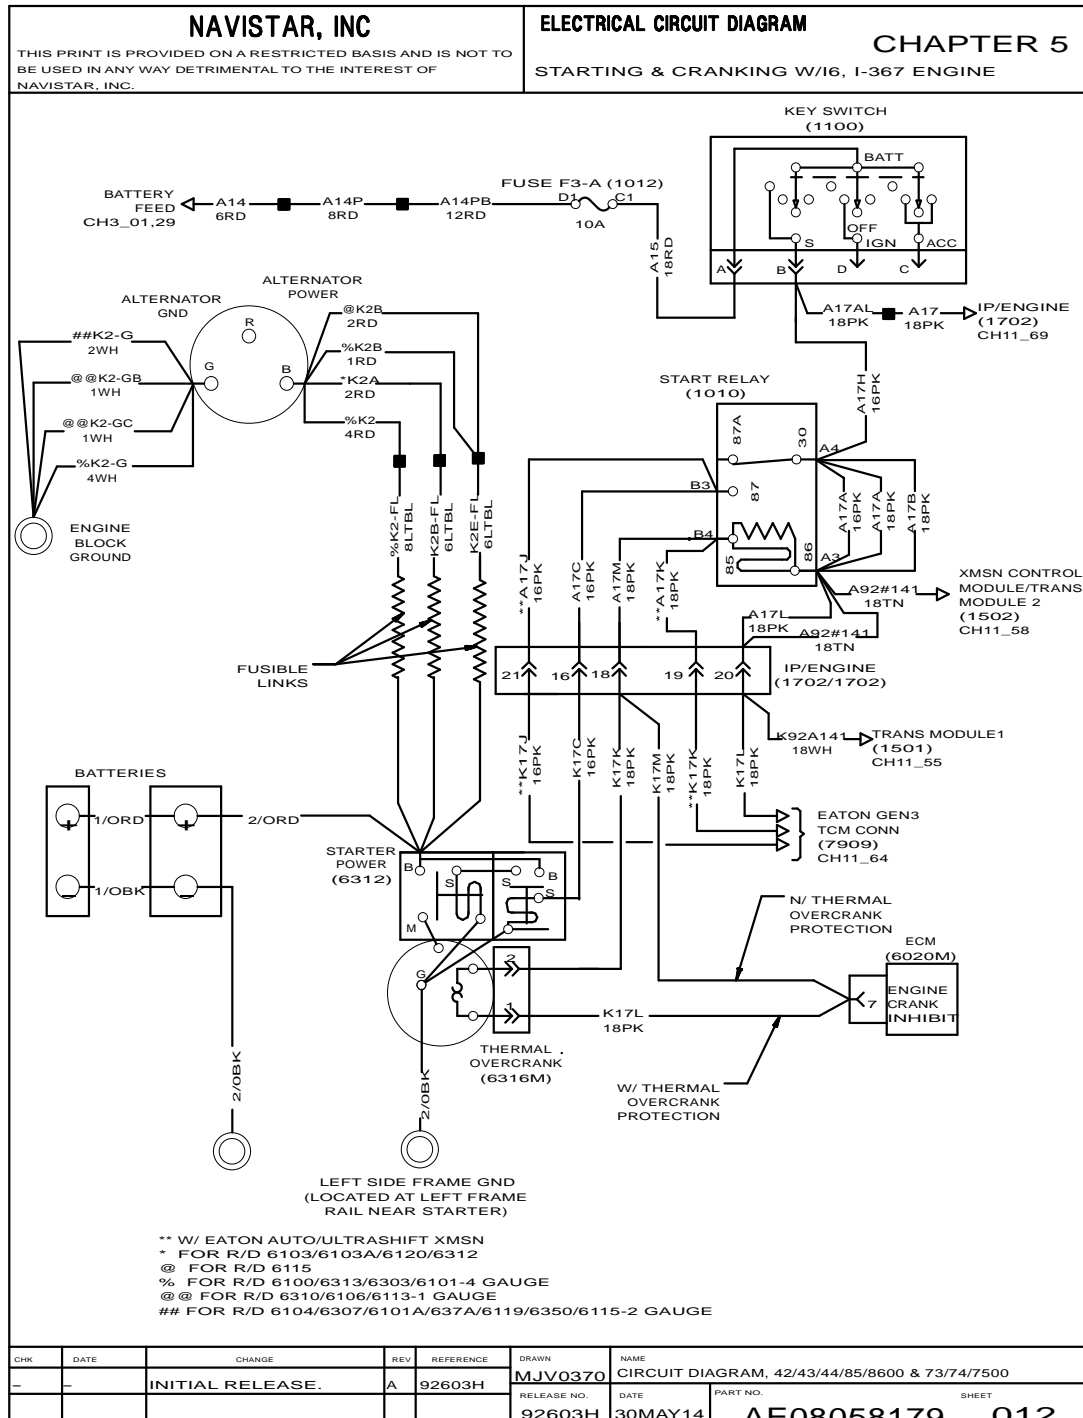 NAVISTAR, INC
THIS PRINT IS PROVIDED ON A RESTRICTED BASIS AND IS NOT TO
BE USED IN ANY WAY DETRIMENTAL TO THE INTEREST OF
NAVISTAR, INC.
ELECTRICAL CIRCUIT DIAGRAM
CHAPTER 5
STARTING & CRANKING W/I6, I-367 ENGINE
KEY SWITCH
(1100)
BATT
OFF
S
IGN
ACC
A
B
D
C
BATTERY
FEED
CH3_01,29
A14
6RD
A14P
8RD
A14PB
12RD
FUSE F3-A (1012)
D1
C1
10A
A15
18RD
A17AL
18PK
A17
18PK
IP/ENGINE
(1702)
CH11_69
A17H
16PK
ALTERNATOR
GND
ALTERNATOR
POWER
R
G
B
##K2-G
2WH
@@K2-GB
1WH
@@K2-GC
1WH
%K2-G
4WH
ENGINE
BLOCK
GROUND
@K2B
2RD
%K2B
1RD
*K2A
2RD
%K2
4RD
%K2-FL
8LTBL
K2B-FL
6LTBL
K2E-FL
6LTBL
FUSIBLE
LINKS
START RELAY
(1010)
87A
30
A4
B3
87
B4
85
86
A3
A17A
16PK
A17A
18PK
A17B
18PK
**A17J
16PK
A17C
16PK
A17M
18PK
**A17K
18PK
A92#141
18TN
XMSN CONTROL
MODULE/TRANS
MODULE 2
(1502)
CH11_58
A17L
18PK
A92#141
18TN
21
16
18
19
20
IP/ENGINE
(1702/1702)
**K17J
16PK
K17C
16PK
K17K
18PK
K17M
18PK
**K17K
18PK
K17L
18PK
K92A141
18WH
TRANS MODULE1
(1501)
CH11_55
EATON GEN3
TCM CONN
(7909)
CH11_64
BATTERIES
1/ORD
2/ORD
1/OBK
2/0BK
STARTER
POWER
(6312)
B
S
S
B
S
M
G
2
1
2/0BK
THERMAL .
OVERCRANK
(6316M)
K17L
18PK
N/ THERMAL
OVERCRANK
PROTECTION
ECM
(6020M)
7
ENGINE
CRANK
INHIBIT
W/ THERMAL
OVERCRANK
PROTECTION
LEFT SIDE FRAME GND
(LOCATED AT LEFT FRAME
RAIL NEAR STARTER)
** W/ EATON AUTO/ULTRASHIFT XMSN
* FOR R/D 6103/6103A/6120/6312
@ FOR R/D 6115
% FOR R/D 6100/6313/6303/6101-4 GAUGE
@@ FOR R/D 6310/6106/6113-1 GAUGE
## FOR R/D 6104/6307/6101A/637A/6119/6350/6115-2 GAUGE
CHK DATE CHANGE REV REFERENCE
– – INITIAL RELEASE. A 92603H
DRAWN
MJV0370
NAME
CIRCUIT DIAGRAM, 42/43/44/85/8600 & 73/74/7500
RELEASE NO.
92603H
DATE
30MAY14
PART NO.
AE08058179
SHEET
012